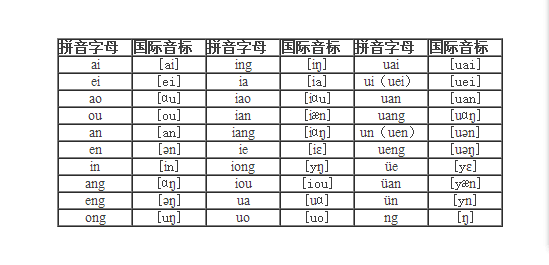 拼音字母 国际音标 拼音字母 国际音标 拼音字母 国际音标
ai [ai] ing [iŋ] uai [uai]
ei [ei] ia [ia] ui（uei） [uei]
ao [ɑu] iao [iɑu] uan [uan]
ou [ou] ian [iæn] uang [uɑŋ]
an [an] iang [iɑŋ] un（uen） [uən]
en [ən] ie [iɛ] ueng [uəŋ]
in [in] iong [yŋ] üe [yɛ]
ang [ɑŋ] iou [iou] üan [yæn]
eng [əŋ] ua [uɑ] ün [yn]
ong [uŋ] uo [uo] ng [ŋ]